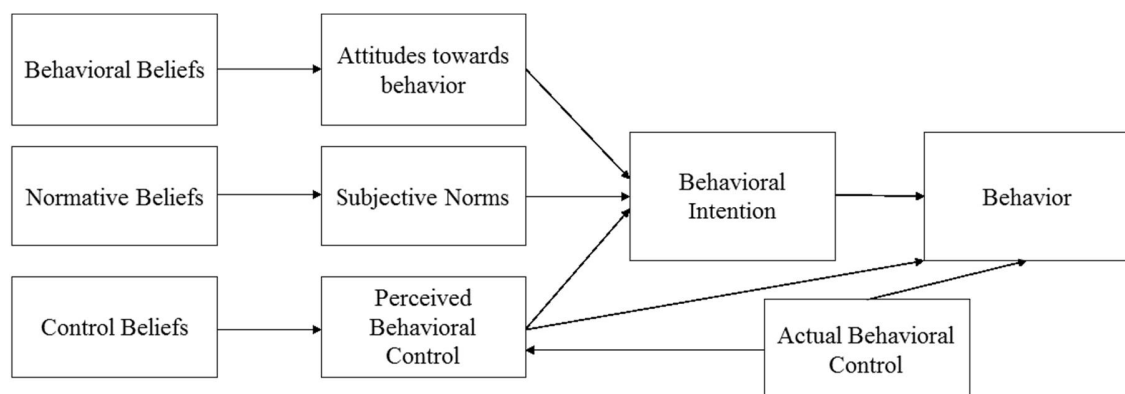 Behavioral Beliefs
Attitudes towards
behavior
Normative Beliefs
Subjective Norms
Behavioral
Intention
Behavior
Control Beliefs
Perceived
Behavioral
Control
Actual Behavioral
Control